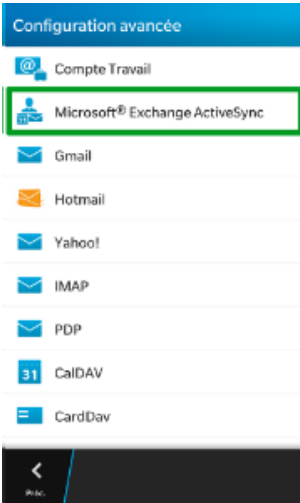 Configuration avancée
Compte Travail
Microsoft® Exchange ActiveSync
Gmail
Hotmail
Yahoo!
IMAP
PDP
31 CalDAV
CardDav
Préc.